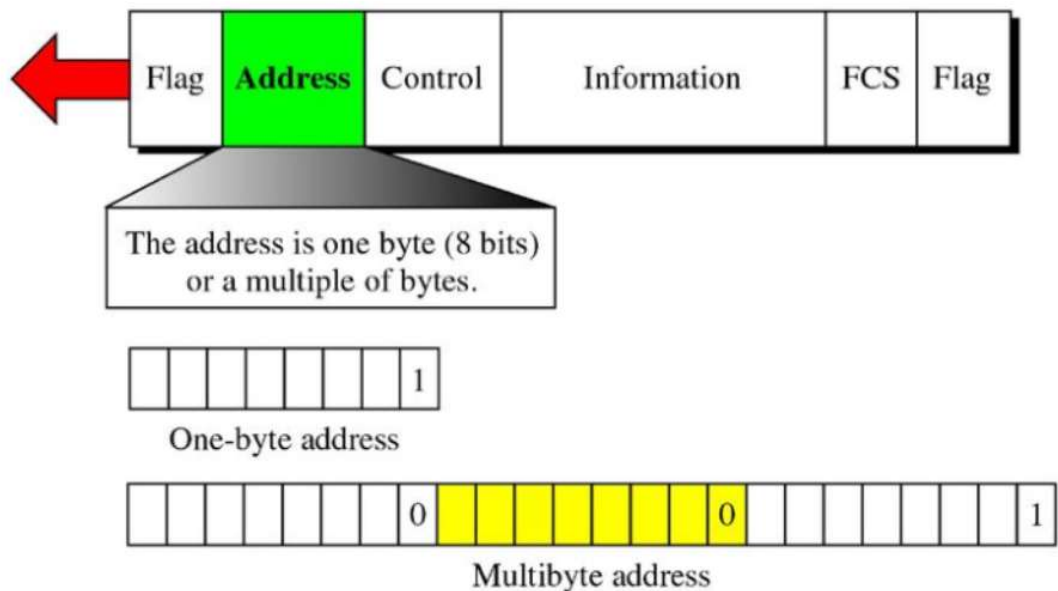 Flag Address Control Information FCS Flag
The address is one byte (8 bits)
or a multiple of bytes.
1
One-byte address
0 0 1
Multibyte address